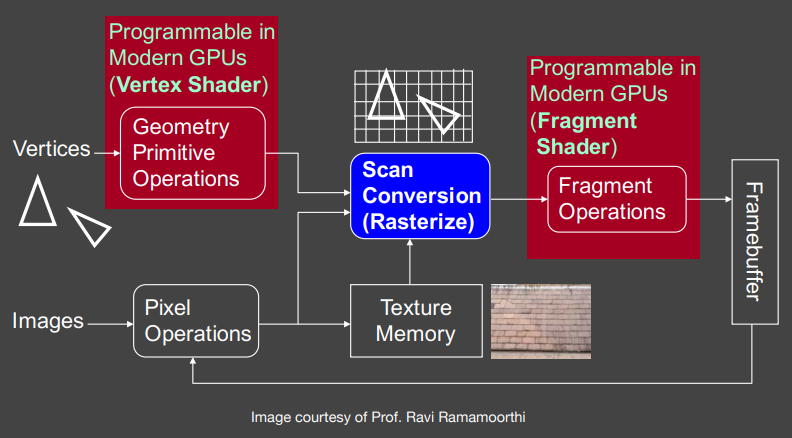 Programmable in
Modern GPUs
(Vertex Shader)
Geometry
Primitive
Operations
Vertices
Scan
Conversion
(Rasterize)
Programmable in
Modern GPUs
(Fragment
Shader)
Fragment
Operations
Framebuffer
Images
Pixel
Operations
Texture
Memory
Image courtesy of Prof. Ravi Ramamoorthi